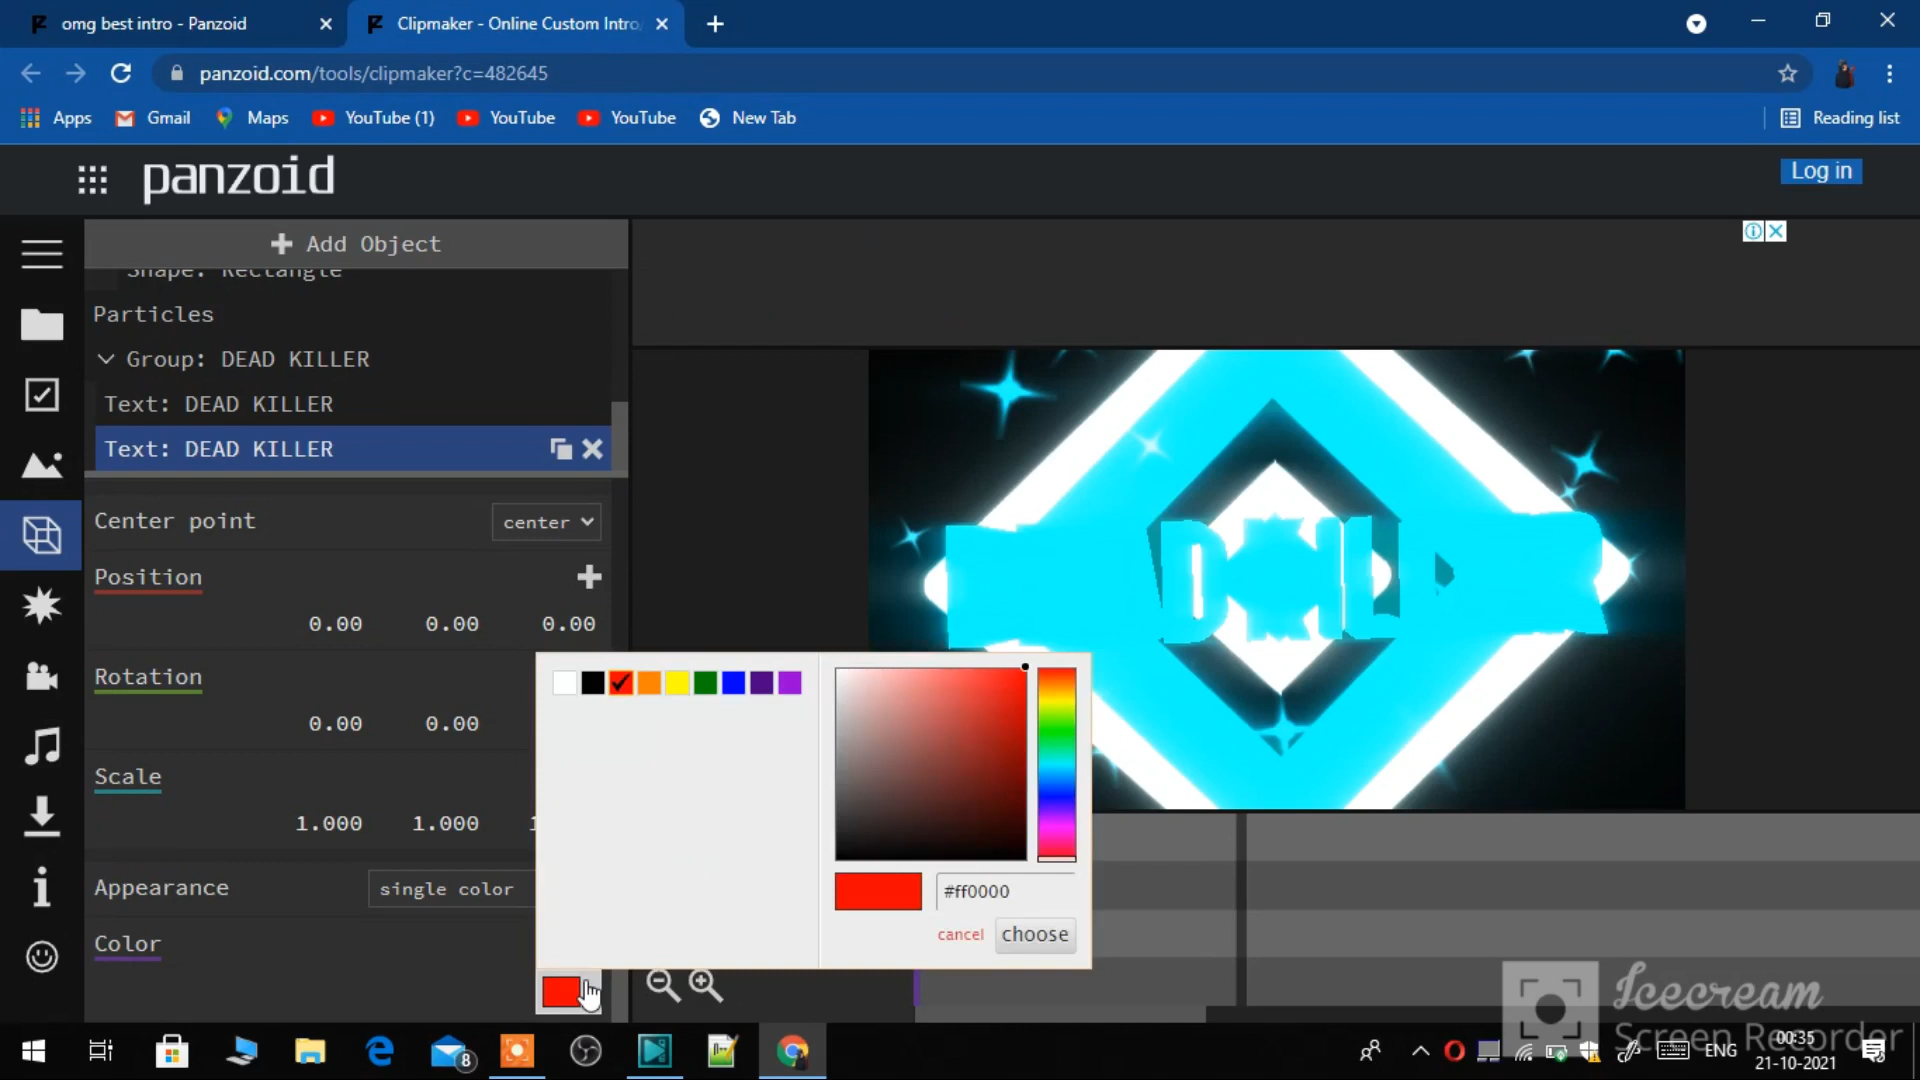 omg best intro - Panzoid
Clipmaker - Online Custom Intro
panzoid.com/tools/clipmaker?c=482645
Apps
Gmail
Maps
YouTube (1)
YouTube
YouTube
New Tab
Reading list
panzoid
Log in
Add Object
Shape: Rectangle
Particles
Group: DEAD KILLER
Text: DEAD KILLER
Text: DEAD KILLER
Center point
center
Position
0.00 0.00 0.00
Rotation
0.00 0.00
Scale
1.000 1.000
Appearance
single color
Color
#ff0000
cancel
choose
Icecream
Screen Recorder
8
ENG
00:35
21-10-2021